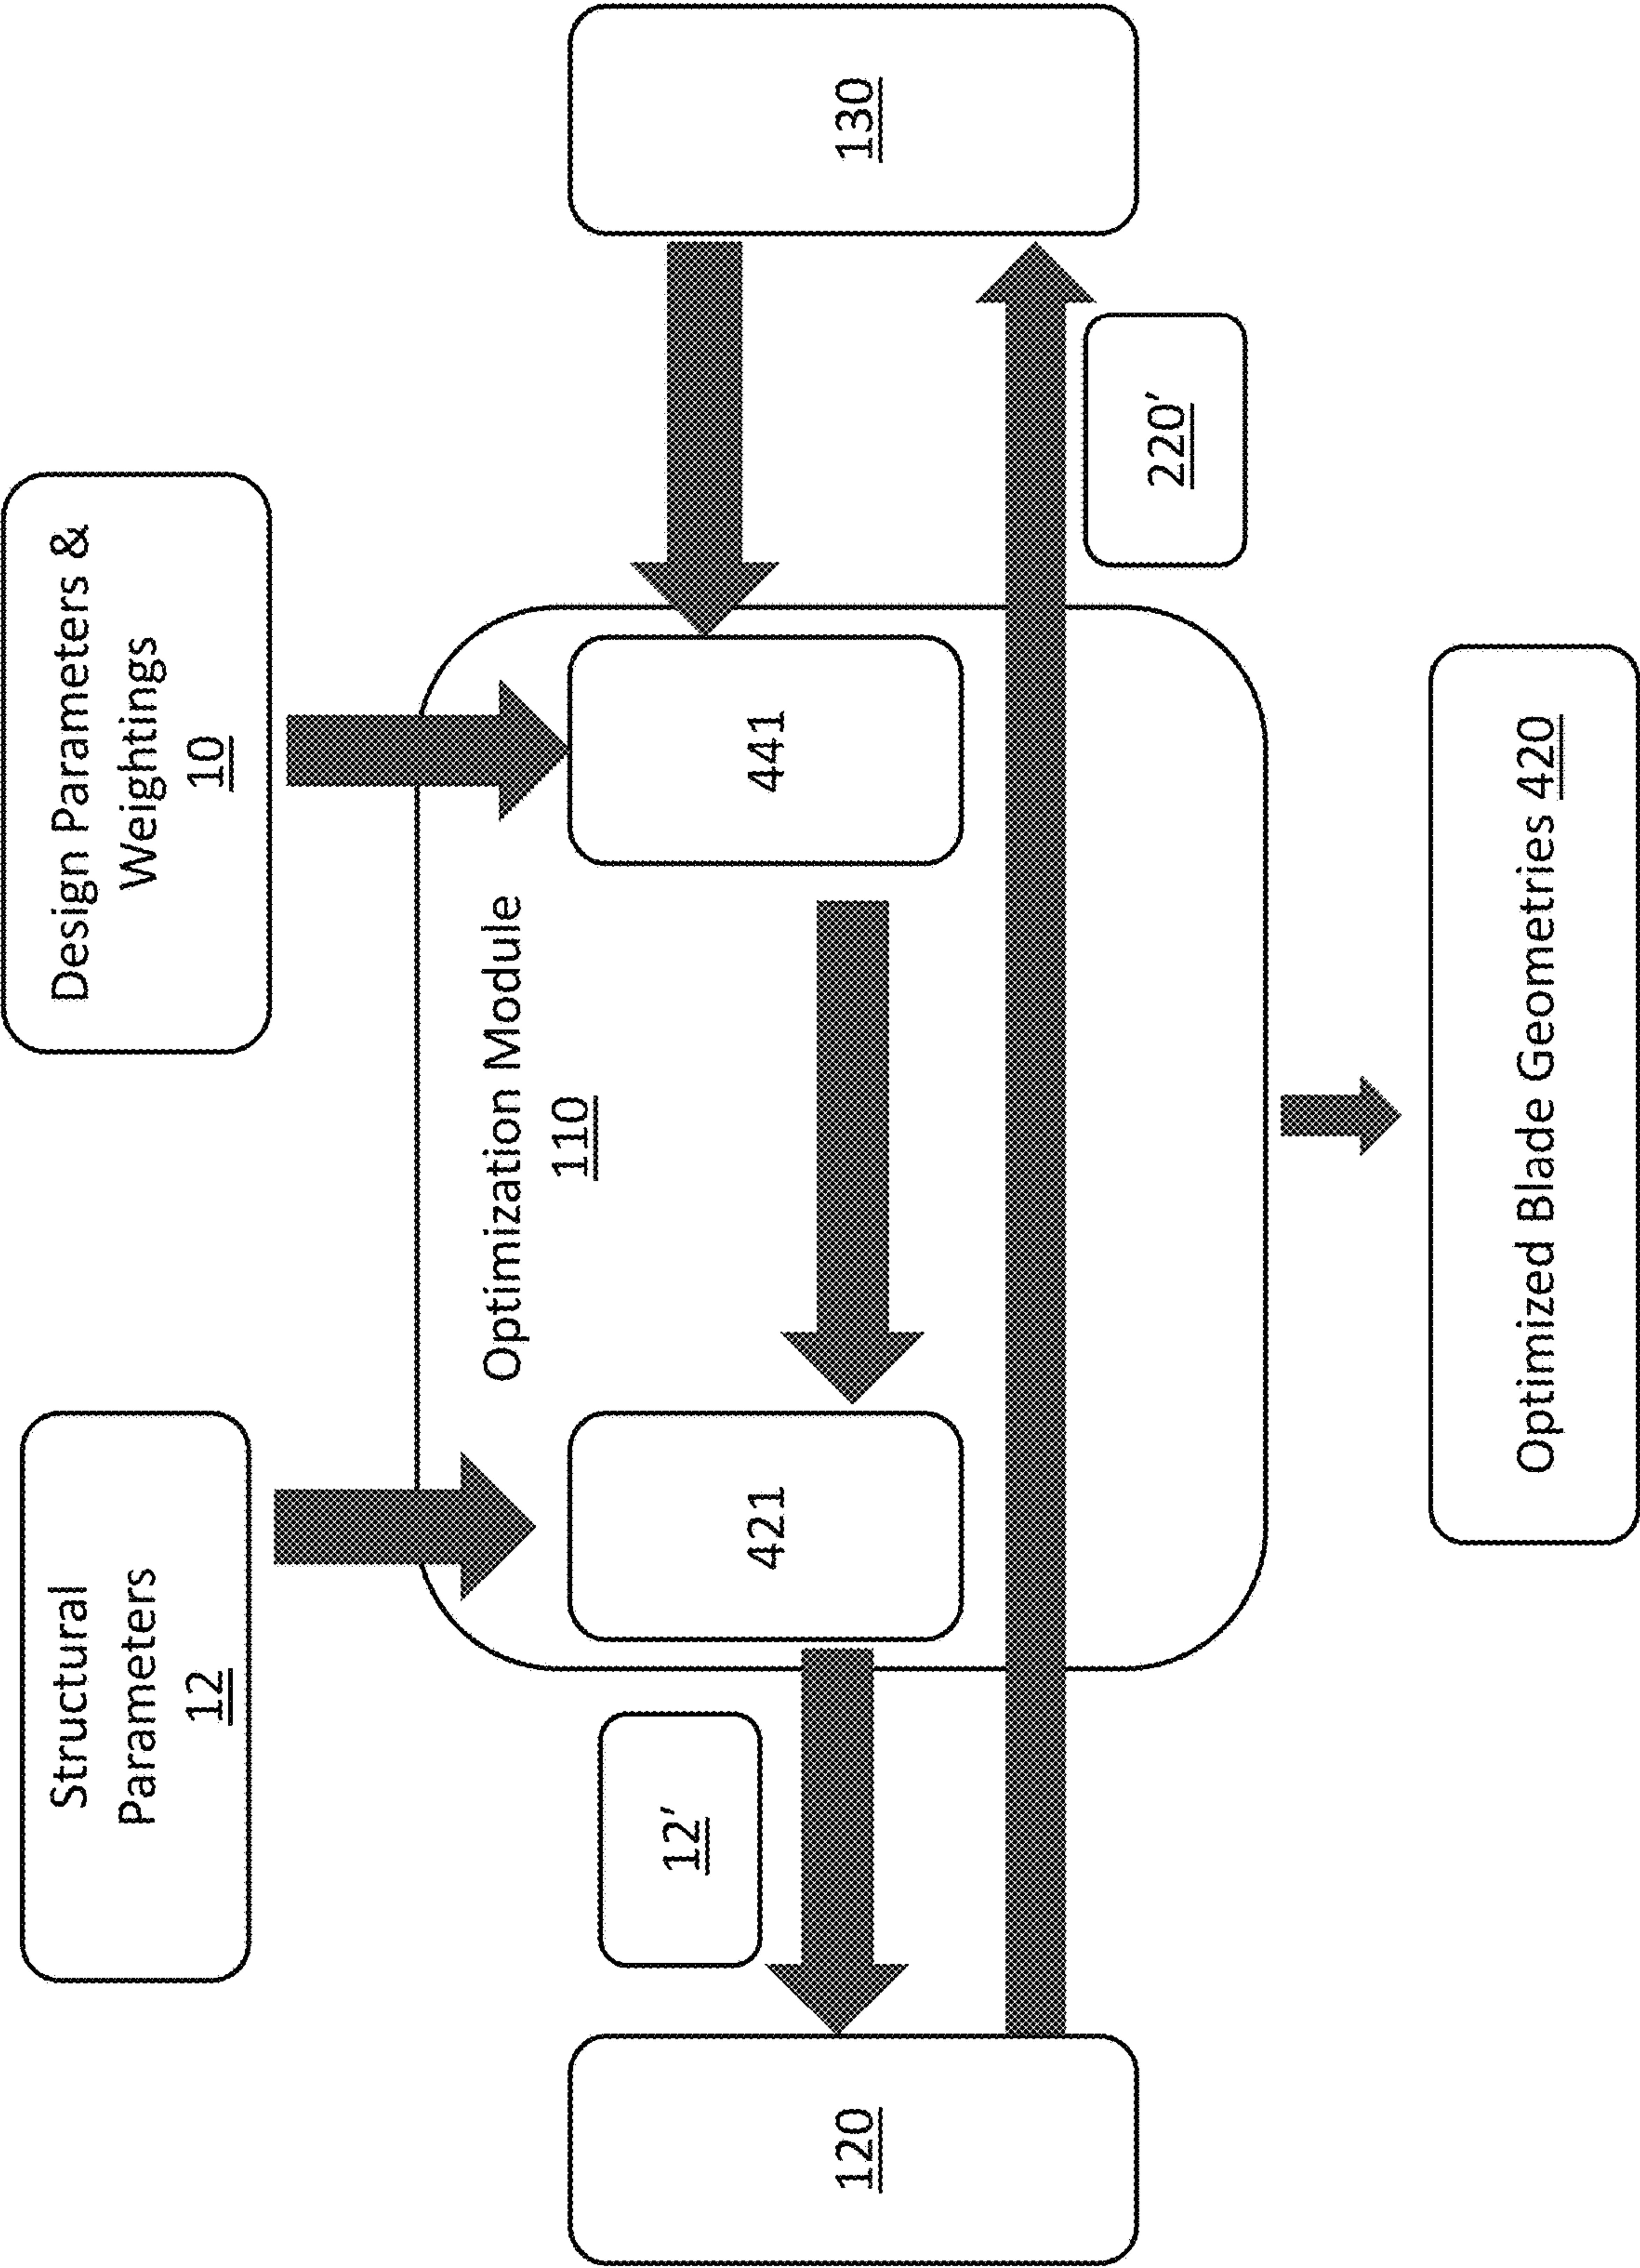 Structural
Parameters
12
Design Parameters &
Weightings
10
Optimization Module
110
120
12′
421
441
220′
130
Optimized Blade Geometries 420